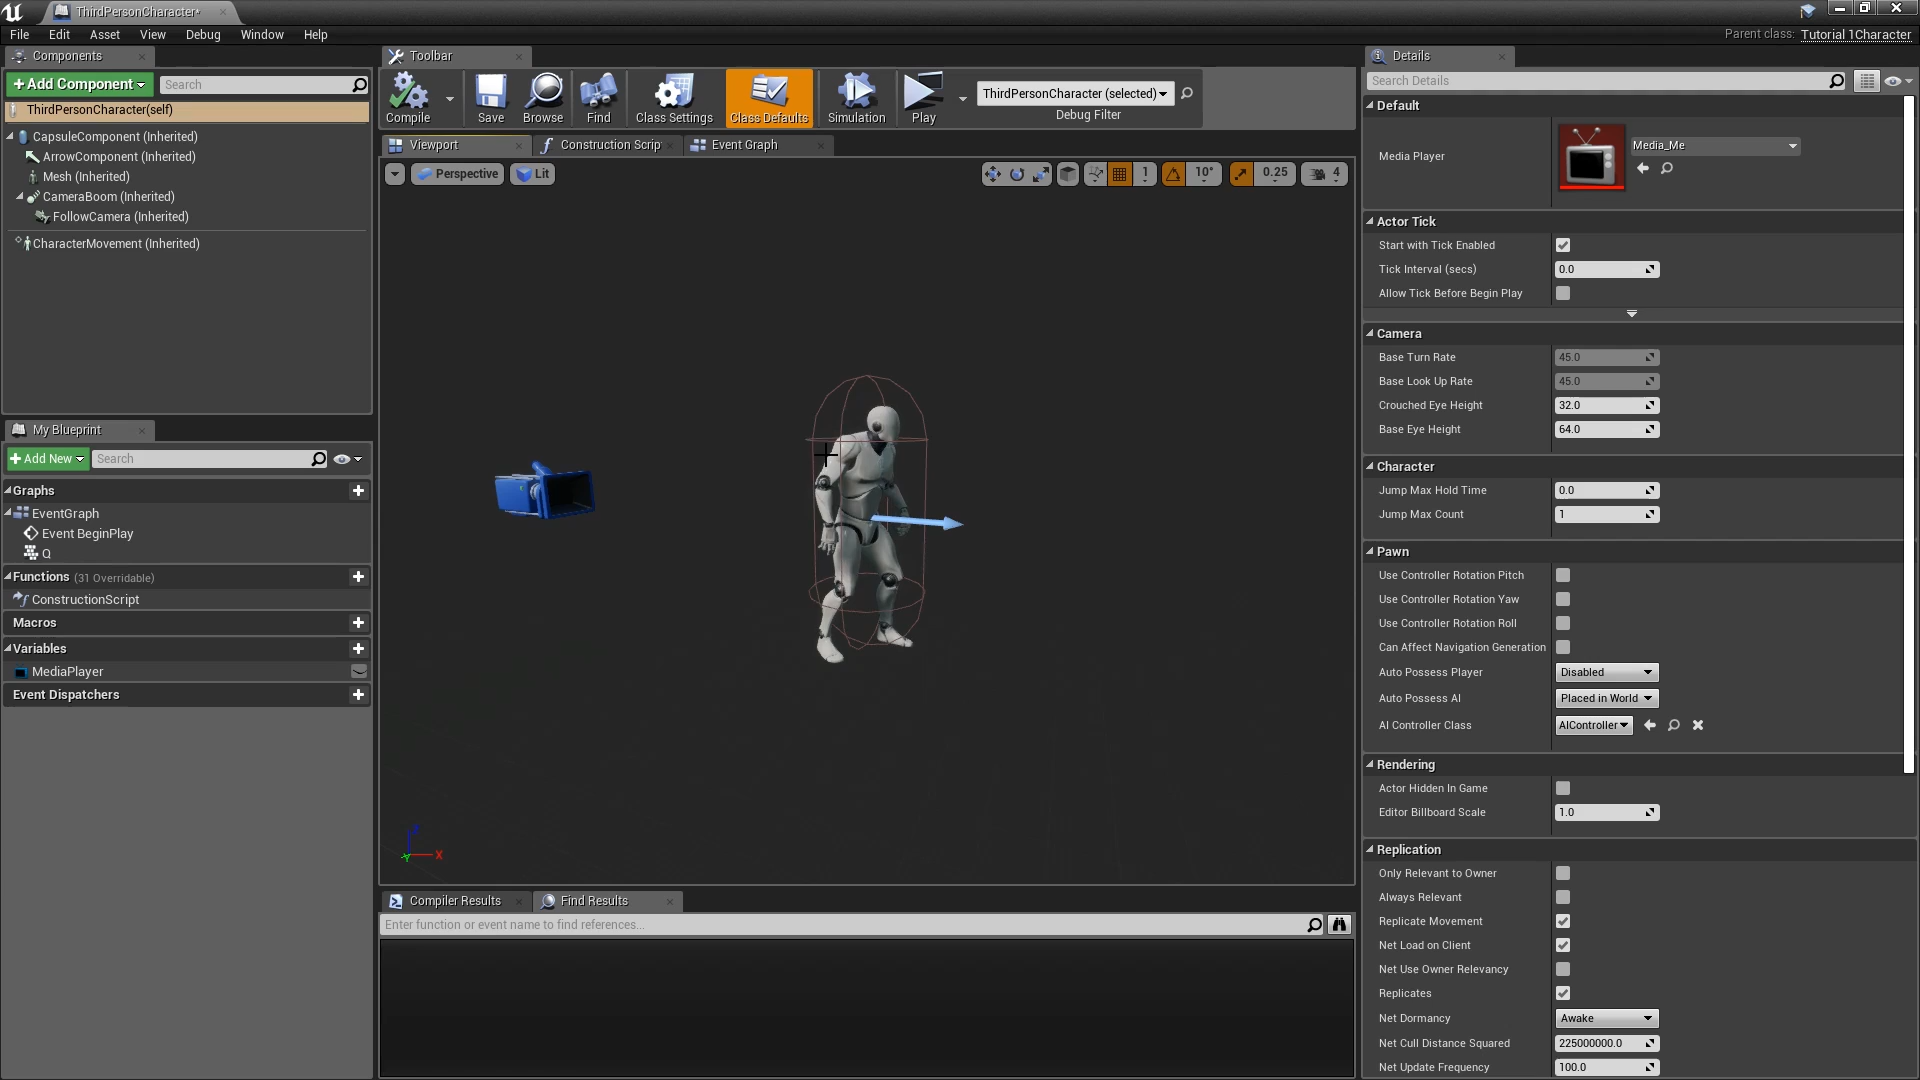 ThirdPersonCharacter*
File Edit Asset View Debug Window Help
Parent class: Tutorial 1Character
Components
+Add Component
Search
ThirdPersonCharacter(self)
CapsuleComponent (Inherited)
ArrowComponent (Inherited)
Mesh (Inherited)
CameraBoom (Inherited)
FollowCamera (Inherited)
CharacterMovement (Inherited)
My Blueprint
+Add New
Search
Graphs
EventGraph
Event BeginPlay
Q
Functions (31 Overridable)
ConstructionScript
Macros
Variables
MediaPlayer
Event Dispatchers
Toolbar
Compile
Save
Browse
Find
Class Settings
Class Defaults
Simulation
Play
ThirdPersonCharacter (selected)
Debug Filter
Viewport
Construction Scrip
Event Graph
Perspective
Lit
1
10°
0.25
4
X
Compiler Results
Find Results
Enter function or event name to find references...
Details
Search Details
Default
Media Player
Media_Me
Actor Tick
Start with Tick Enabled
Tick Interval (secs) 0.0
Allow Tick Before Begin Play
Camera
Base Turn Rate 45.0
Base Look Up Rate 45.0
Crouched Eye Height 32.0
Base Eye Height 64.0
Character
Jump Max Hold Time 0.0
Jump Max Count 1
Pawn
Use Controller Rotation Pitch
Use Controller Rotation Yaw
Use Controller Rotation Roll
Can Affect Navigation Generation
Auto Possess Player Disabled
Auto Possess AI Placed in World
AI Controller Class AIController
Rendering
Actor Hidden In Game
Editor Billboard Scale 1.0
Replication
Only Relevant to Owner
Always Relevant
Replicate Movement
Net Load on Client
Net Use Owner Relevancy
Replicates
Net Dormancy Awake
Net Cull Distance Squared 225000000.0
Net Update Frequency 100.0